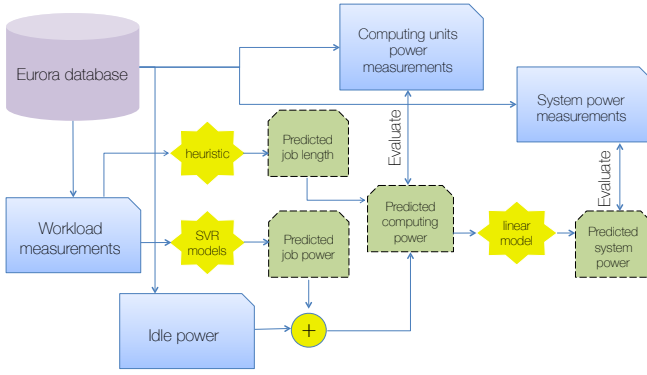 Eurora database
Computing units
power
measurements
System power
measurements
Evaluate
heuristic
Predicted
job length
Evaluate
Workload
measurements
SVR
models
Predicted
job power
Predicted
computing
power
linear
model
Predicted
system
power
Idle power
+